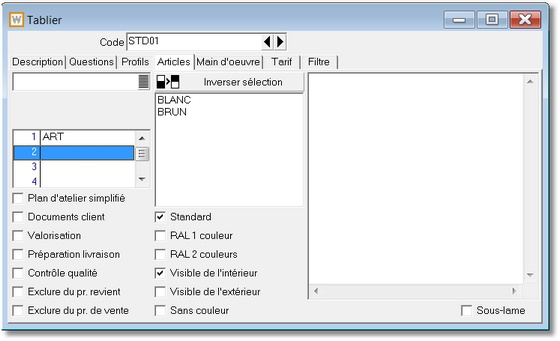 Tablier
Code STD01
Description Questions Profils Articles Main d'oeuvre Tarif Filtre
Inverser sélection
BLANC
BRUN
1 ART
2
3
4
Plan d'atelier simplifié
Documents client Standard
Valorisation RAL 1 couleur
Préparation livraison RAL 2 couleurs
Contrôle qualité Visible de l'intérieur
Exclure du pr. revient Visible de l'extérieur
Exclure du pr. de vente Sans couleur Sous-lame